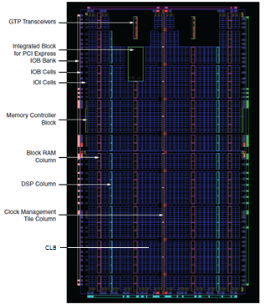 GTP Transceivers
Integrated Block
for PCI Express
IOB Bank
IOB Cells
IOI Cells
Memory Controller
Block
Block RAM
Column
DSP Column
Clock Management
Tile Column
CLB